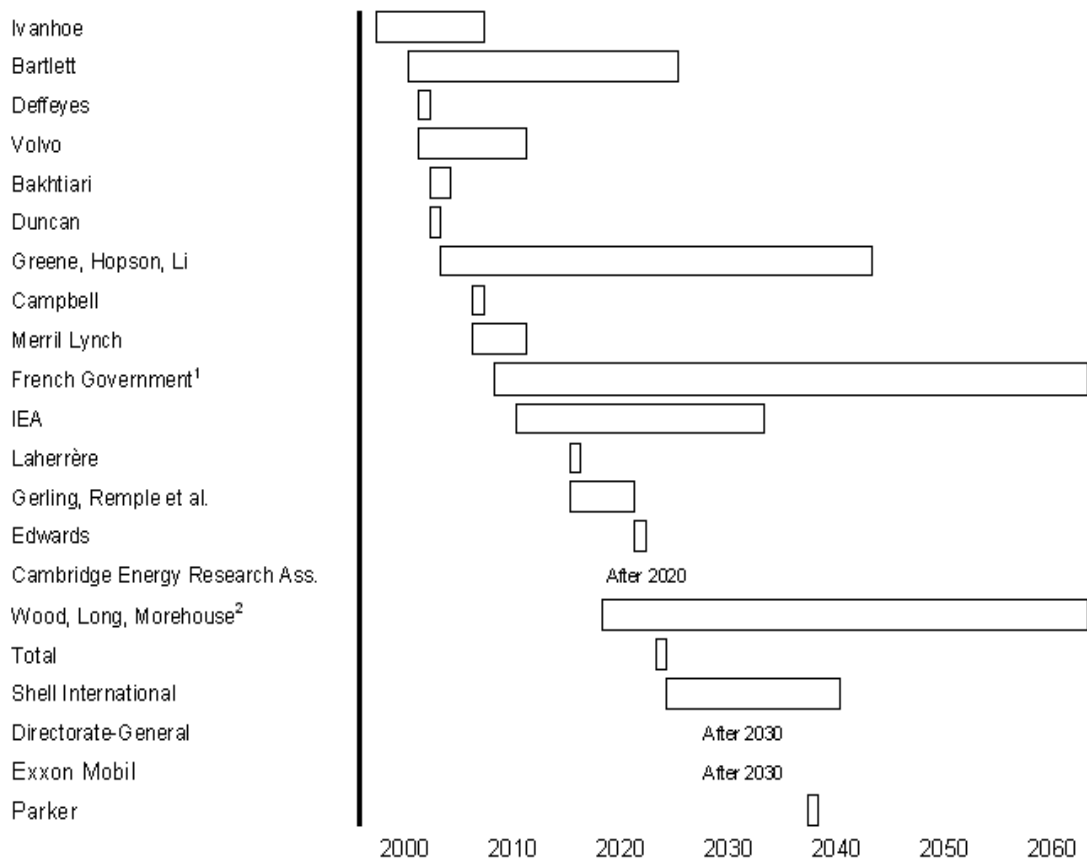 Ivanhoe
Bartlett
Deffeyes
Volvo
Bakhtiari
Duncan
Greene, Hopson, Li
Campbell
Merril Lynch
French Government¹
IEA
Laherrère
Gerling, Remple et al.
Edwards
Cambridge Energy Research Ass. After 2020
Wood, Long, Morehouse²
Total
Shell International
Directorate-General After 2030
Exxon Mobil After 2030
Parker
2000 2010 2020 2030 2040 2050 2060